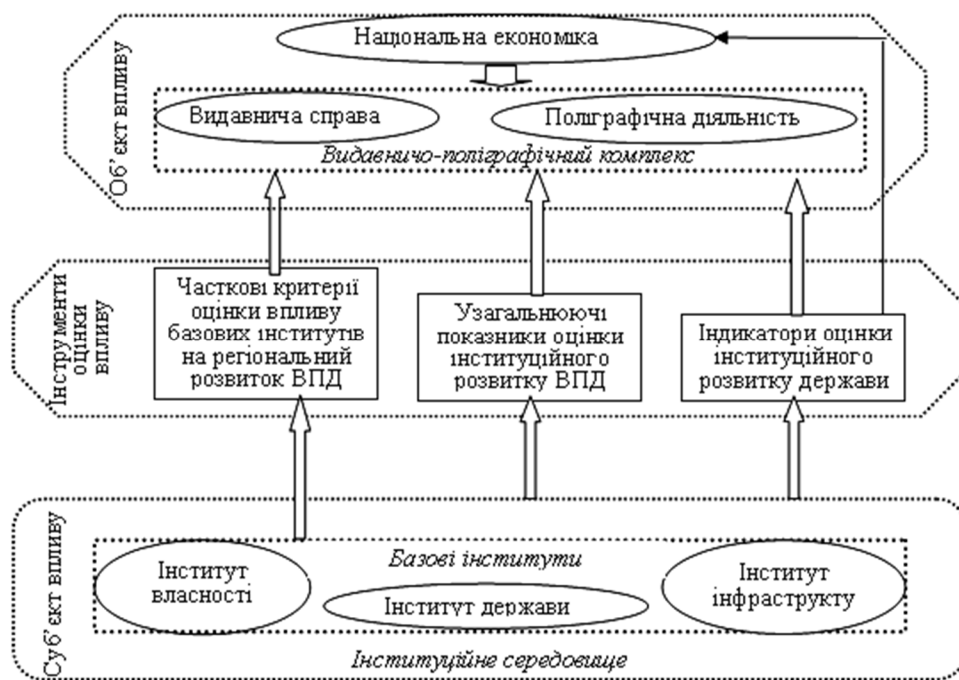 Національна економіка
Об’єкт впливу
Видавнича справа
Поліграфічна діяльність
Видавничо-поліграфічний комплекс
Інструменти
оцінки
впливу
Часткові критерії
оцінки впливу
базових інститутів
на регіональний
розвиток ВПД
Узагальнюючі
показники оцінки
інституційного
розвитку ВПД
Індикатори оцінки
інституційного
розвитку держави
Суб’єкт впливу
Базові інститути
Інститут
власності
Інститут держави
Інститут
інфраструкту
Інституційне середовище